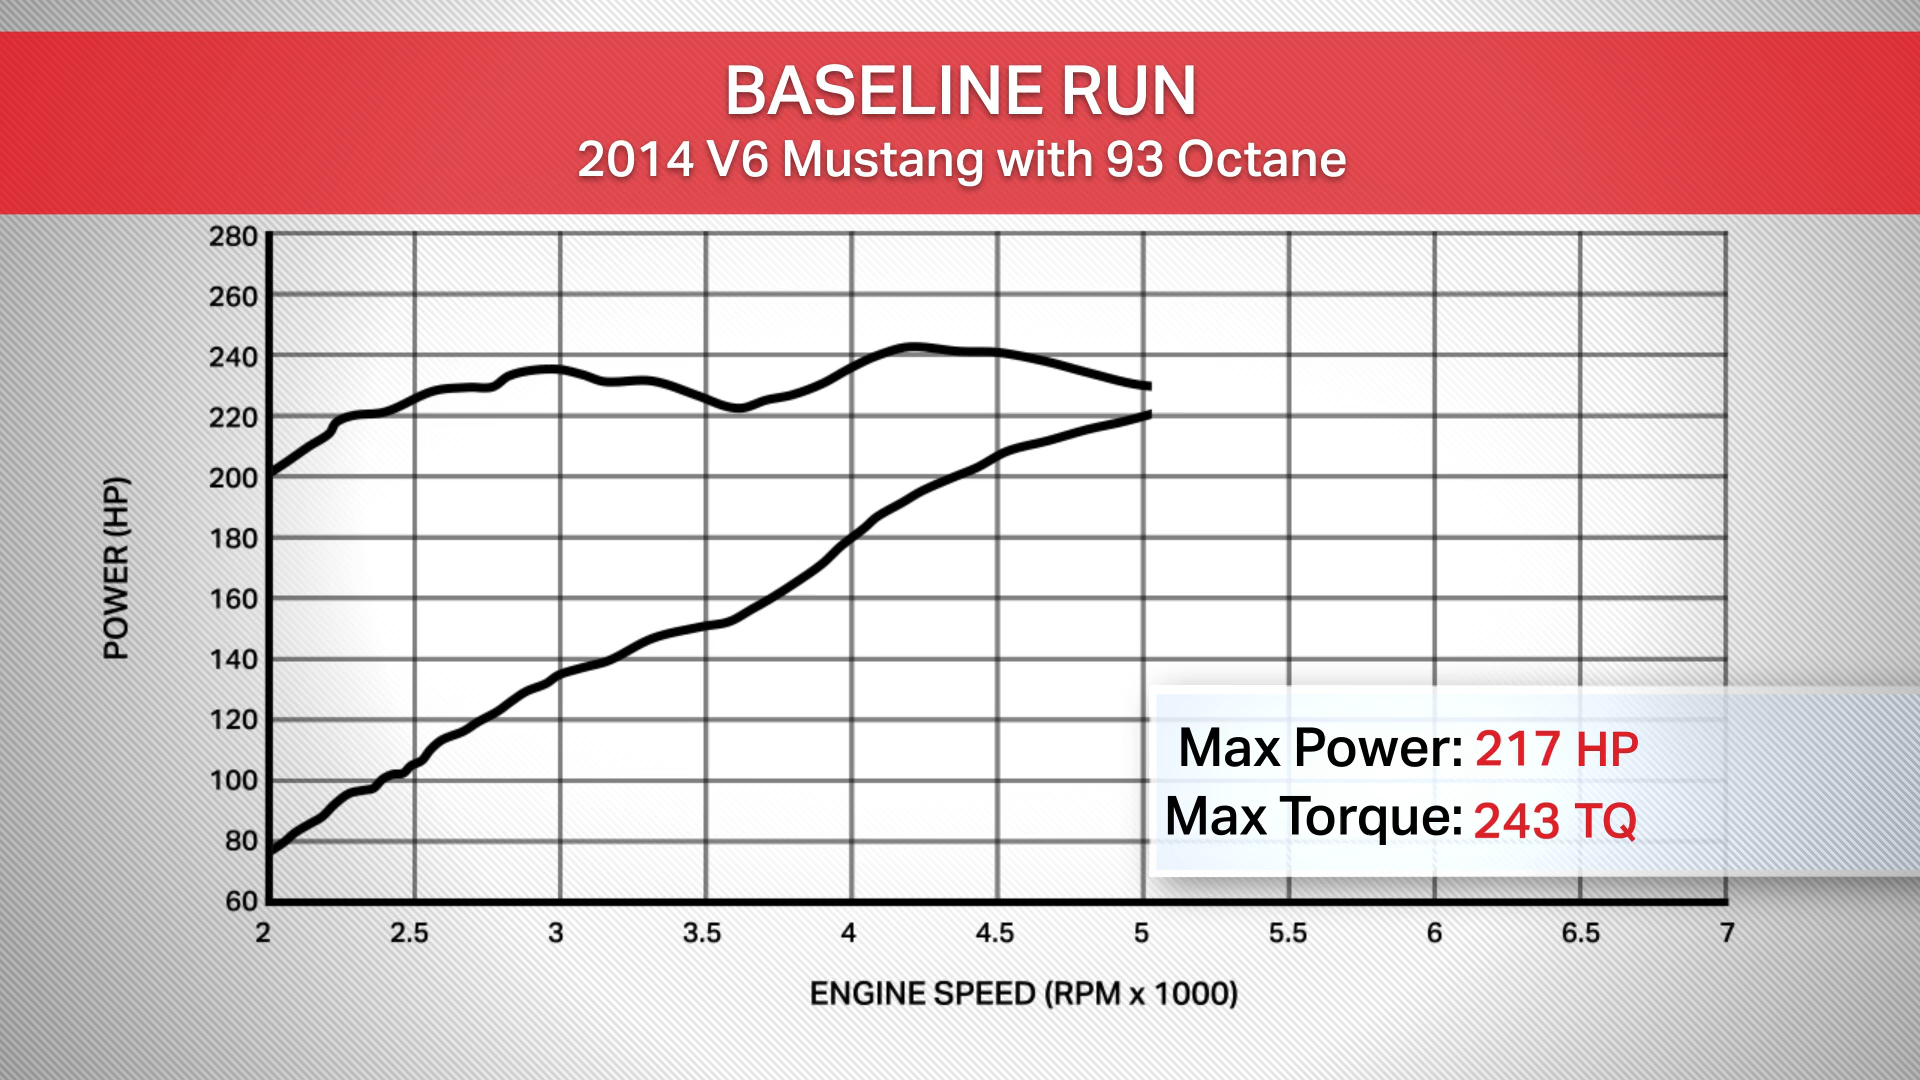 BASELINE RUN
2014 V6 Mustang with 93 Octane
280
260
240
220
200
180
160
140
120
100
80
60
POWER (HP)
Max Power: 217 HP
Max Torque: 243 TQ
2 2.5 3 3.5 4 4.5 5 5.5 6 6.5 7
ENGINE SPEED (RPM x 1000)